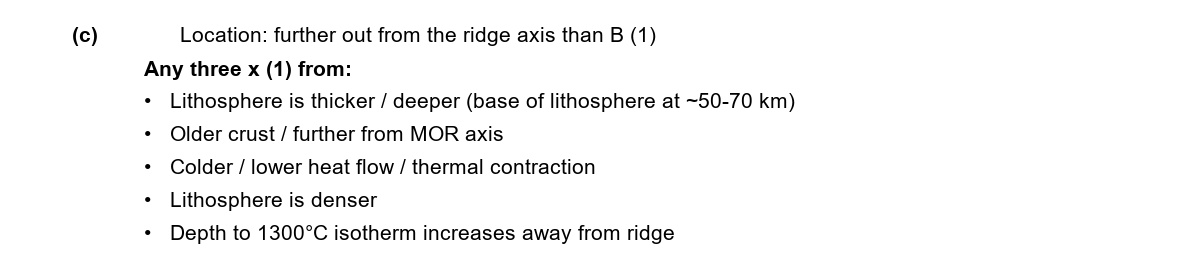 (c) Location: further out from the ridge axis than B (1)
Any three x (1) from:
• Lithosphere is thicker / deeper (base of lithosphere at ~50-70 km)
• Older crust / further from MOR axis
• Colder / lower heat flow / thermal contraction
• Lithosphere is denser
• Depth to 1300°C isotherm increases away from ridge